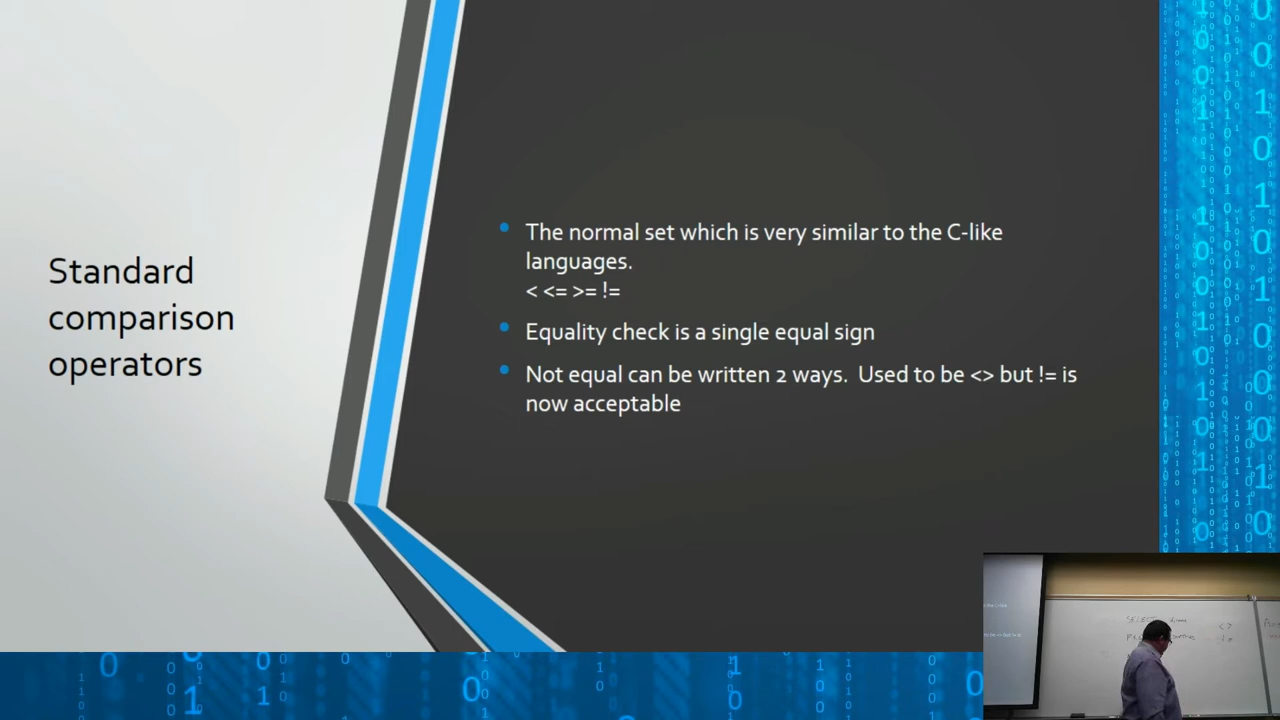 Standard
comparison
operators
The normal set which is very similar to the C-like
languages.
< <= >= !=
Equality check is a single equal sign
Not equal can be written 2 ways.  Used to be <> but != is
now acceptable
<>